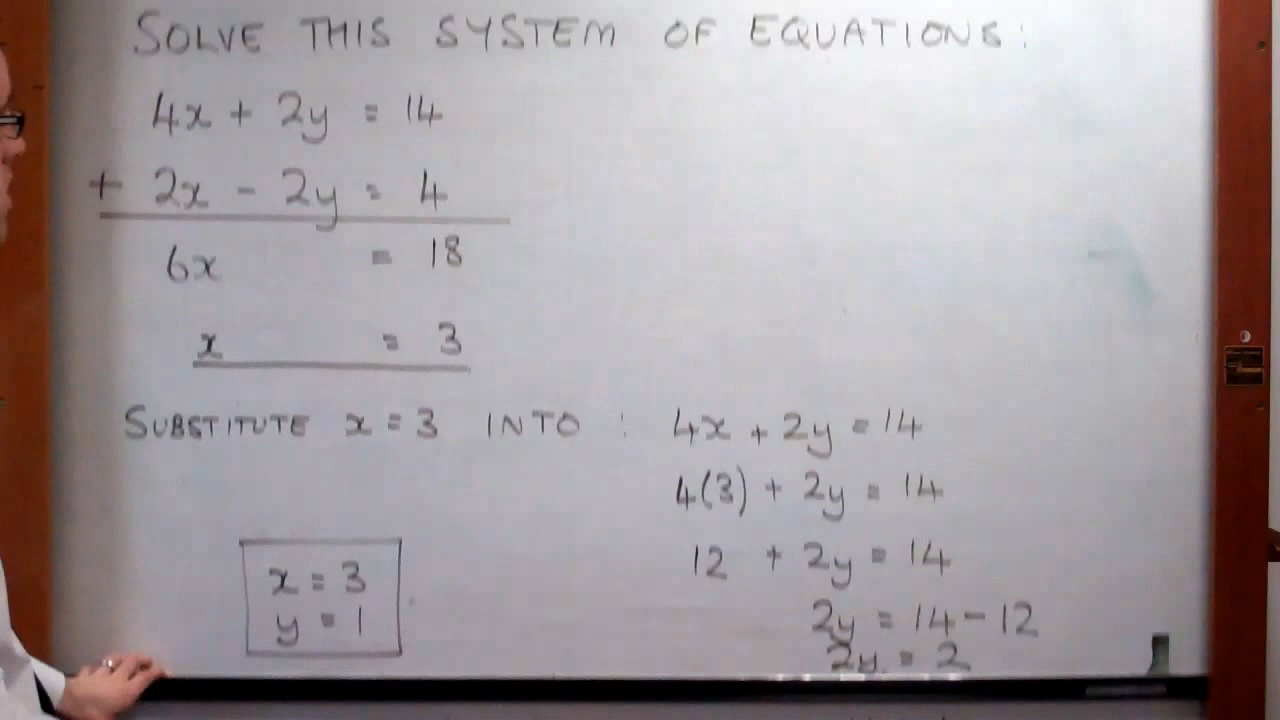 SOLVE THIS SYSTEM OF EQUATIONS:
4x + 2y = 14
+ 2x - 2y = 4
6x = 18
x = 3
SUBSTITUTE x = 3 INTO : 4x + 2y = 14
4(3) + 2y = 14
12 + 2y = 14
2y = 14 - 12
2y = 2
x = 3
y = 1